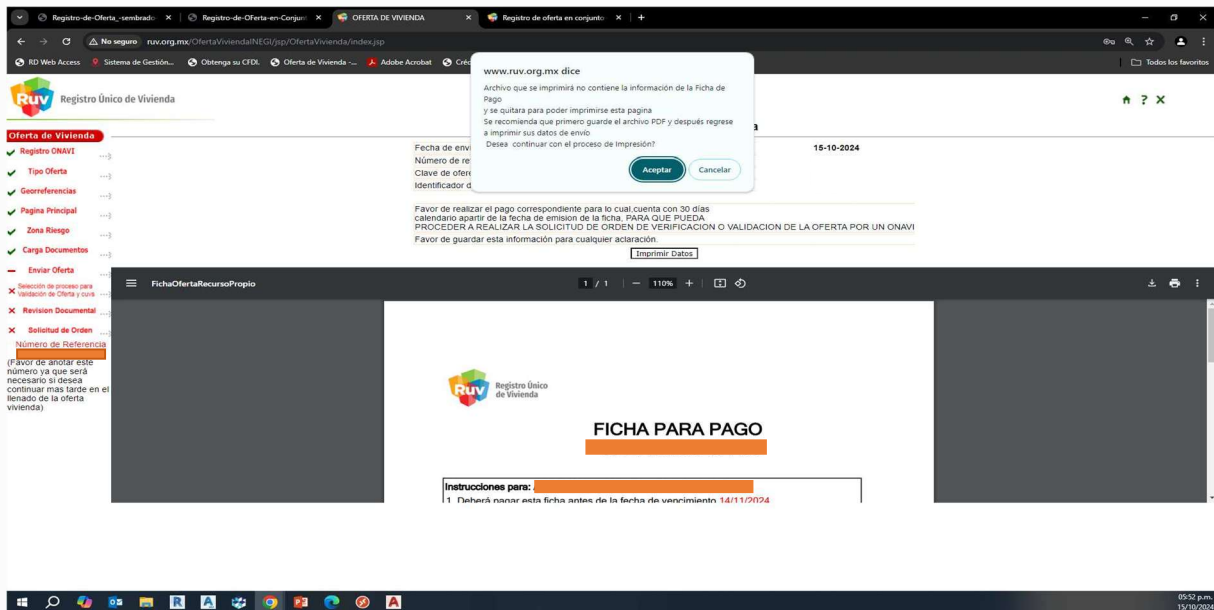 Registro-de-Oferta_-sembrado
Registro-de-OFerta-en-Conjun
OFERTA DE VIVIENDA
Registro de oferta en conjunto
No seguro
ruv.org.mx/OfertaViviendaINEGI/jsp/OfertaVivienda/index.jsp
RD Web Access
Sistema de Gestión...
Obtenga su CFDI.
Oferta de Vivienda -...
Adobe Acrobat
Todos los favoritos
www.ruv.org.mx dice
Archivo que se imprimirá no contiene la información de la Ficha de
Pago
y se quitara para poder imprimirse esta pagina
Se recomienda que primero guarde el archivo PDF y después regrese
a imprimir sus datos de envío
Desea continuar con el proceso de Impresión?
Aceptar
Cancelar
Ruv
Registro Único de Vivienda
Oferta de Vivienda
Registro ONAVI
Tipo Oferta
Georreferencias
Pagina Principal
Zona Riesgo
Carga Documentos
Enviar Oferta
Selección de proceso para
Validación de Oferta y cuvs
Revision Documental
Solicitud de Orden
Número de Referencia
(Favor de anotar este
número ya que será
necesario si desea
continuar mas tarde en el
llenado de la oferta
vivienda)
Fecha de env
15-10-2024
Número de re
Clave de ofere
Identificador d
Favor de realizar el pago correspondiente para lo cual,cuenta con 30 días
calendario apartir de la fecha de emision de la ficha, PARA QUE PUEDA
PROCEDER A REALIZAR LA SOLICITUD DE ORDEN DE VERIFICACION O VALIDACION DE LA OFERTA POR UN ONAVI
Favor de guardar esta información para cualquier aclaración.
Imprimir Datos
FichaOfertaRecursoPropio
1 / 1
110%
Ruv
Registro Único
de Vivienda
FICHA PARA PAGO
Instrucciones para:
1. Deberá pagar esta ficha antes de la fecha de vencimiento 14/11/2024
05:52 p.m.
15/10/2024